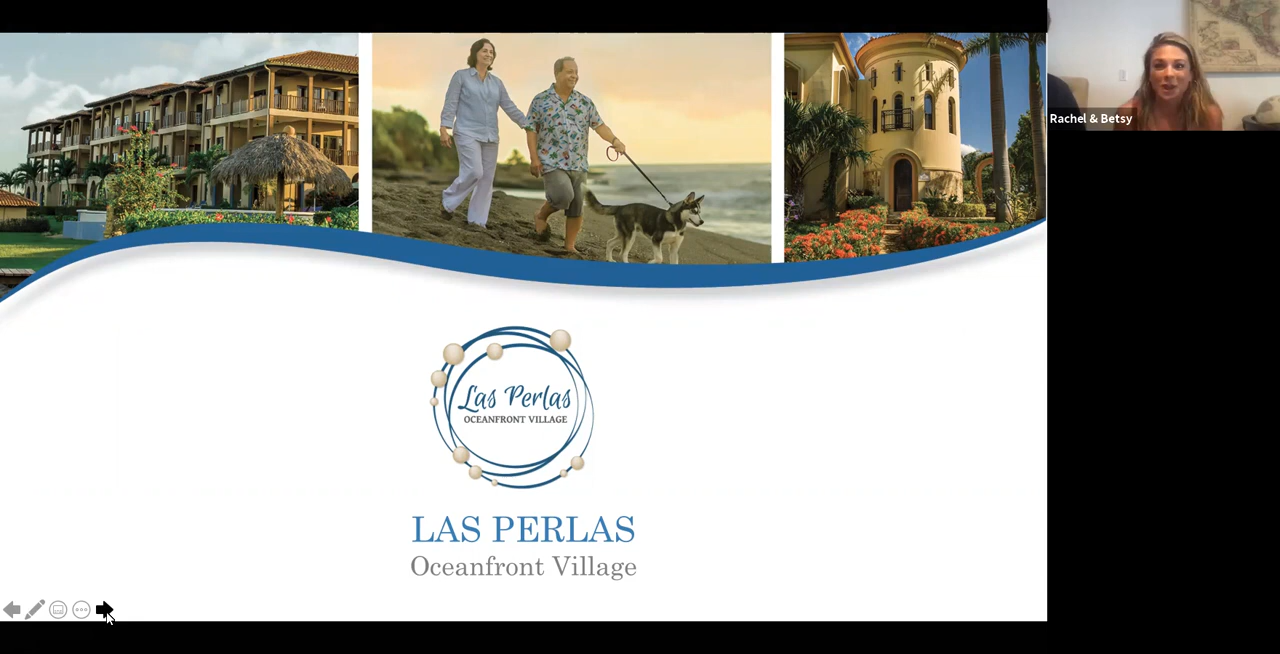 Rachel & Betsy
Las Perlas
OCEANFRONT VILLAGE
LAS PERLAS
Oceanfront Village